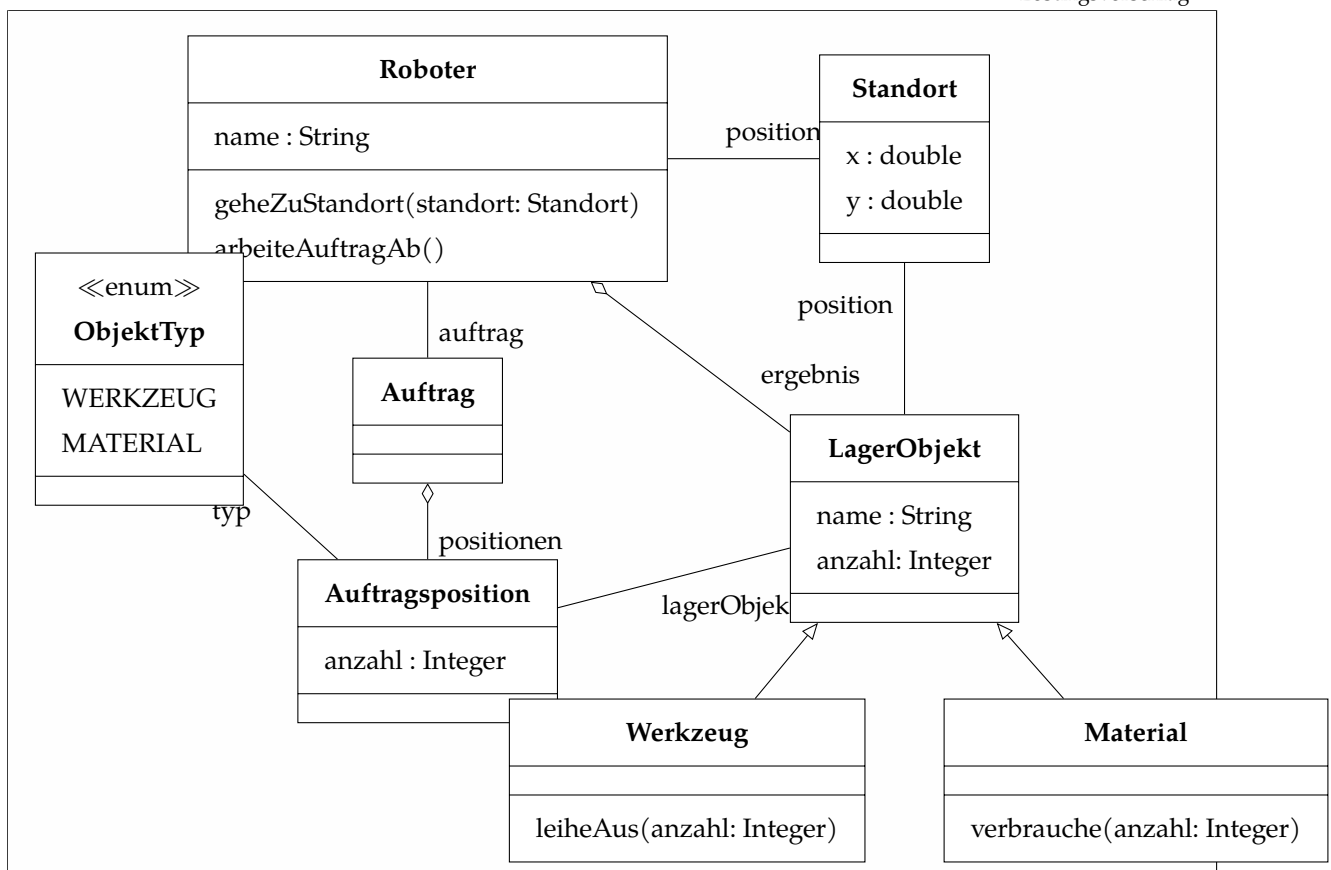 Roboter
name : String
geheZuStandort(standort: Standort)
arbeiteAuftragAb()
position
Standort
x : double
y : double
≪enum≫
ObjektTyp
WERKZEUG
MATERIAL
auftrag
position
ergebnis
Auftrag
LagerObjekt
name : String
anzahl: Integer
typ
positionen
Auftragsposition
anzahl : Integer
lagerObjek
Werkzeug
leiheAus(anzahl: Integer)
Material
verbrauche(anzahl: Integer)